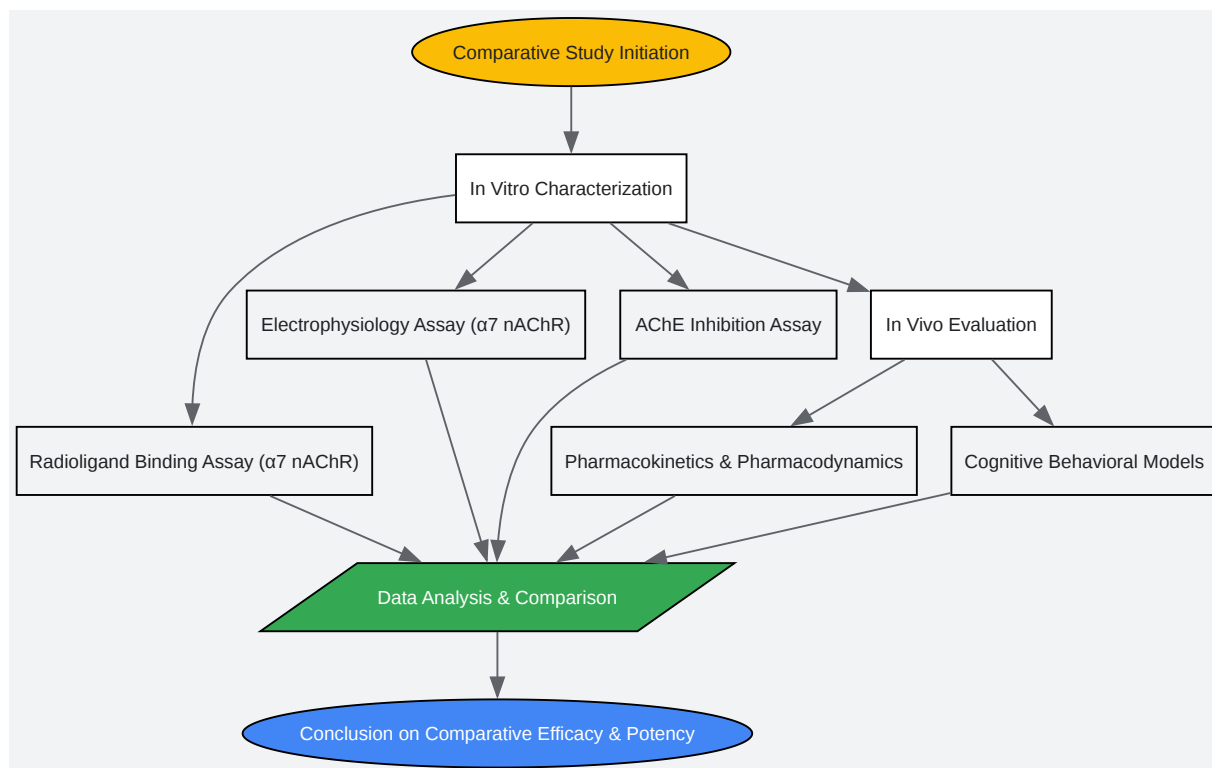 Comparative Study Initiation
In Vitro Characterization
Electrophysiology Assay (α7 nAChR)
AChE Inhibition Assay
In Vivo Evaluation
Radioligand Binding Assay (α7 nAChR)
Pharmacokinetics & Pharmacodynamics
Cognitive Behavioral Models
Data Analysis & Comparison
Conclusion on Comparative Efficacy & Potency